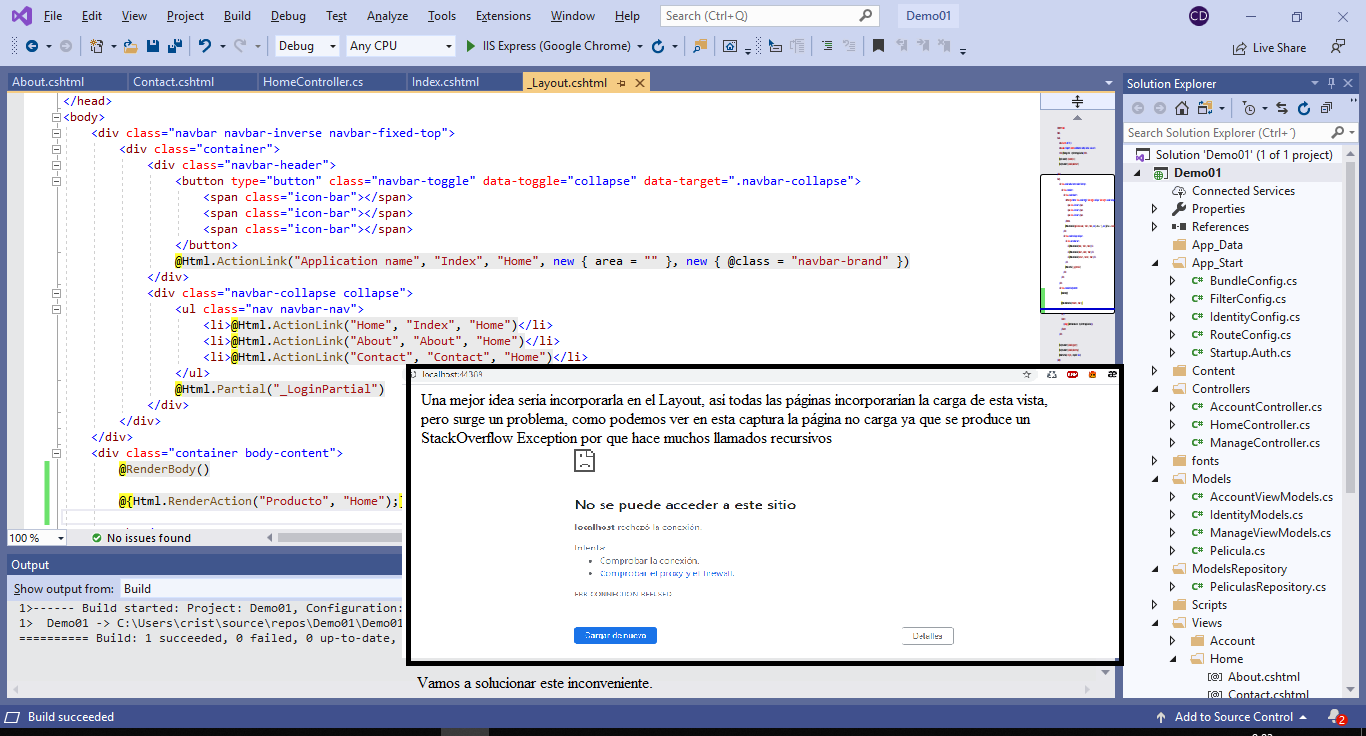 File Edit View Project Build Debug Test Analyze Tools Extensions Window Help Search (Ctrl+Q) Demo01 CD
Debug Any CPU IIS Express (Google Chrome) Live Share
About.cshtml Contact.cshtml HomeController.cs Index.cshtml _Layout.cshtml
</head>
<body>
<div class="navbar navbar-inverse navbar-fixed-top">
<div class="container">
<div class="navbar-header">
<button type="button" class="navbar-toggle" data-toggle="collapse" data-target=".navbar-collapse">
<span class="icon-bar"></span>
<span class="icon-bar"></span>
<span class="icon-bar"></span>
</button>
@Html.ActionLink("Application name", "Index", "Home", new { area = "" }, new { @class = "navbar-brand" })
</div>
<div class="navbar-collapse collapse">
<ul class="nav navbar-nav">
<li>@Html.ActionLink("Home", "Index", "Home")</li>
<li>@Html.ActionLink("About", "About", "Home")</li>
<li>@Html.ActionLink("Contact", "Contact", "Home")</li>
</ul>
@Html.Partial("_LoginPartial")
</div>
</div>
</div>
<div class="container body-content">
@RenderBody()
@{Html.RenderAction("Producto", "Home");}
100 % No issues found
Output
Show output from: Build
1>------ Build started: Project: Demo01, Configuration:
1> Demo01 -> C:\Users\crist\source\repos\Demo01\Demo01
========== Build: 1 succeeded, 0 failed, 0 up-to-date,
localhost:44389
Una mejor idea seria incorporarla en el Layout, así todas las páginas incorporarían la carga de esta vista,
pero surge un problema, como podemos ver en esta captura la página no carga ya que se produce un
StackOverflow Exception por que hace muchos llamados recursivos
No se puede acceder a este sitio
localhost rechazó la conexión.
Intenta:
Comprobar la conexión.
Comprobar el proxy y el firewall.
ERR_CONNECTION_REFUSED
Cargar de nuevo Detalles
Vamos a solucionar este inconveniente.
Solution Explorer
Search Solution Explorer (Ctrl+´)
Solution 'Demo01' (1 of 1 project)
Demo01
Connected Services
Properties
References
App_Data
App_Start
C# BundleConfig.cs
C# FilterConfig.cs
C# IdentityConfig.cs
C# RouteConfig.cs
C# Startup.Auth.cs
Content
Controllers
C# AccountController.cs
C# HomeController.cs
C# ManageController.cs
fonts
Models
C# AccountViewModels.cs
C# IdentityModels.cs
C# ManageViewModels.cs
C# Pelicula.cs
ModelsRepository
C# PeliculasRepository.cs
Scripts
Views
Account
Home
[@] About.cshtml
[@] Contact.cshtml
Build succeeded Add to Source Control 2